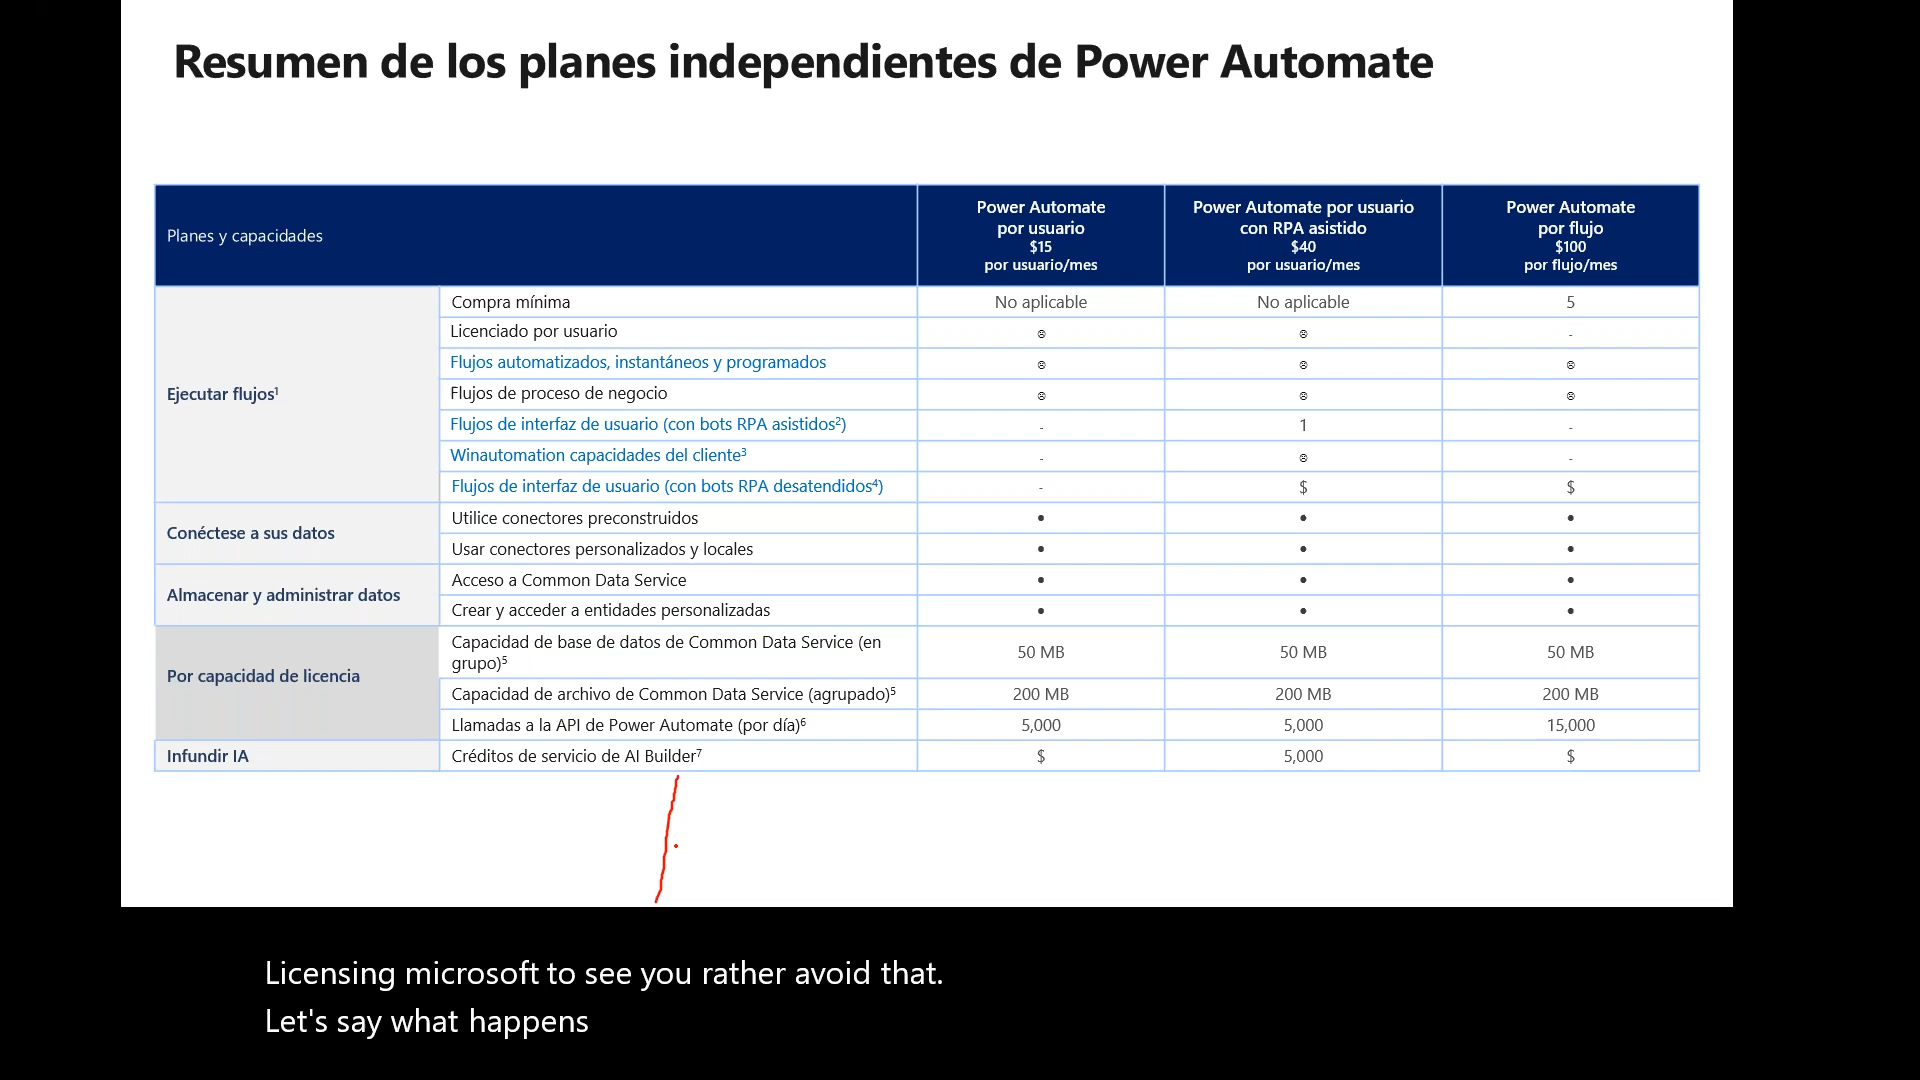 Resumen de los planes independientes de Power Automate
Planes y capacidades
Power Automate
por usuario
$15
por usuario/mes
Power Automate por usuario
con RPA asistido
$40
por usuario/mes
Power Automate
por flujo
$100
por flujo/mes
Ejecutar flujos¹
Compra mínima No aplicable No aplicable 5
Licenciado por usuario ☹ ☹ -
Flujos automatizados, instantáneos y programados ☹ ☹ ☹
Flujos de proceso de negocio ☹ ☹ ☹
Flujos de interfaz de usuario (con bots RPA asistidos²) - 1 -
Winautomation capacidades del cliente³ - ☹ -
Flujos de interfaz de usuario (con bots RPA desatendidos⁴) - $ $
Conéctese a sus datos
Utilice conectores preconstruidos • • •
Usar conectores personalizados y locales • • •
Almacenar y administrar datos
Acceso a Common Data Service • • •
Crear y acceder a entidades personalizadas • • •
Por capacidad de licencia
Capacidad de base de datos de Common Data Service (en
grupo)⁵ 50 MB 50 MB 50 MB
Capacidad de archivo de Common Data Service (agrupado)⁵ 200 MB 200 MB 200 MB
Llamadas a la API de Power Automate (por día)⁶ 5,000 5,000 15,000
Infundir IA
Créditos de servicio de AI Builder⁷ $ 5,000 $
Licensing microsoft to see you rather avoid that.
Let's say what happens